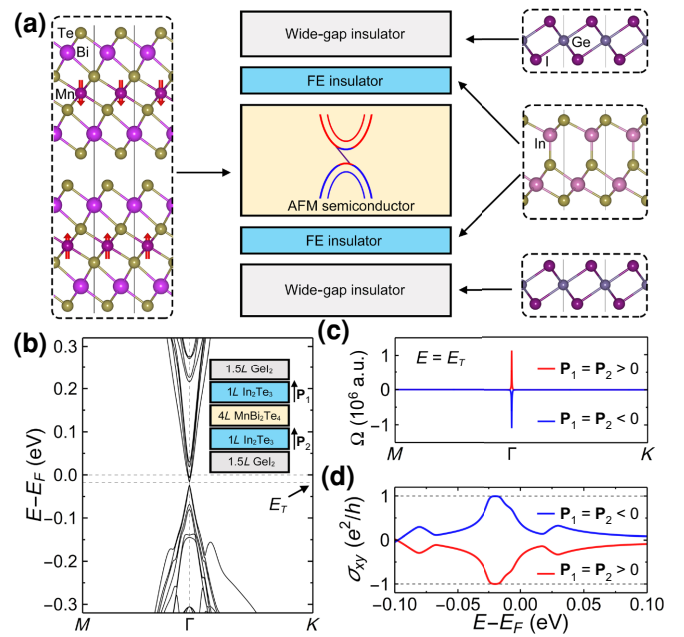 (a)
Te
Bi
Mn
Wide-gap insulator
FE insulator
AFM semiconductor
FE insulator
Wide-gap insulator
Ge
I
In
(b)
0.3
0.2
0.1
0.0
−0.1
−0.2
−0.3
E−E_F (eV)
M
Γ
K
1.5L GeI₂
1L In₂Te₃
4L MnBi₂Te₄
1L In₂Te₃
1.5L GeI₂
P₁
P₂
E_T
(c)
E = E_T
P₁ = P₂ > 0
P₁ = P₂ < 0
Ω (10⁶ a.u.)
1
0
−1
M
Γ
K
(d)
P₁ = P₂ < 0
P₁ = P₂ > 0
σ_xy (e²/h)
1
0
−1
−0.10
−0.05
0.00
0.05
0.10
E−E_F (eV)